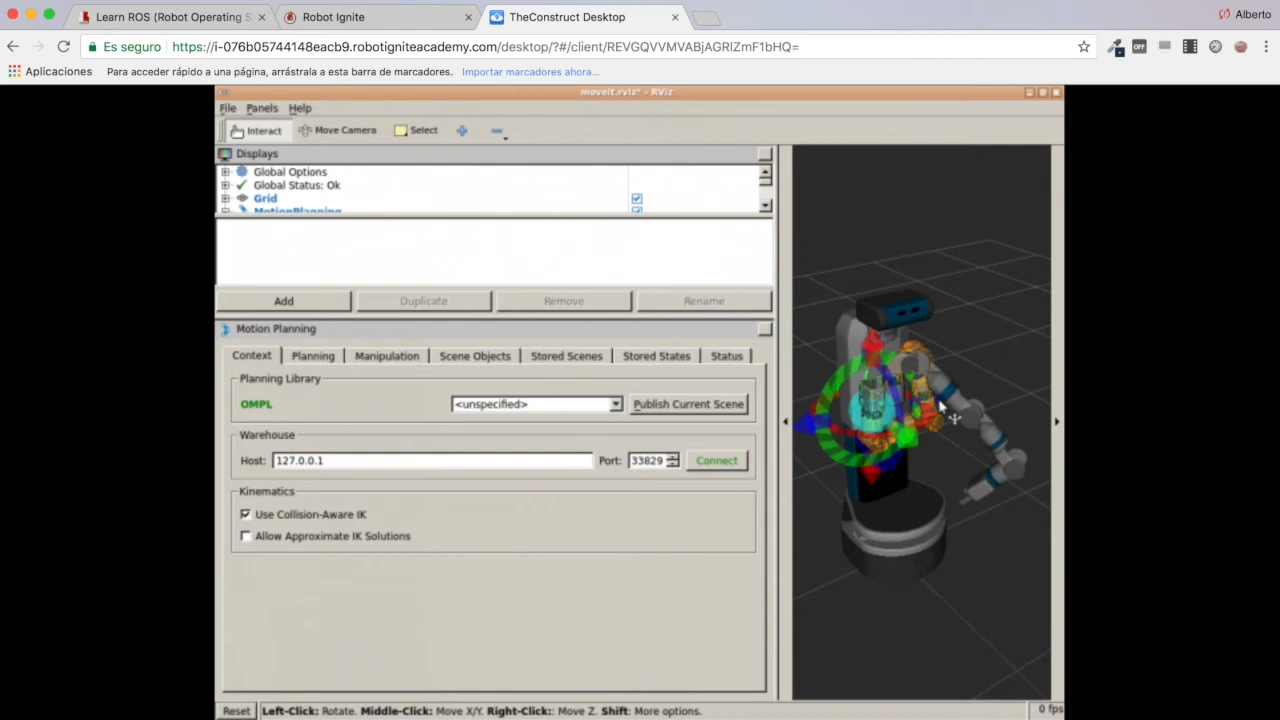 Learn ROS (Robot Operating S
Robot Ignite
TheConstruct Desktop
Alberto
Es seguro
https://i-076b05744148eacb9.robotigniteacademy.com/desktop/?#/client/REVGQVVMVABjAGRlZmF1bHQ=
OFF
Aplicaciones
Para acceder rápido a una página, arrástrala a esta barra de marcadores.
Importar marcadores ahora...
moveit.rviz* - RViz
File Panels Help
Interact Move Camera Select
Displays
Global Options
Global Status: Ok
Grid
MotionPlanning
Add Duplicate Remove Rename
Motion Planning
Context Planning Manipulation Scene Objects Stored Scenes Stored States Status
Planning Library
OMPL <unspecified> Publish Current Scene
Warehouse
Host: 127.0.0.1 Port: 33829 Connect
Kinematics
Use Collision-Aware IK
Allow Approximate IK Solutions
Reset Left-Click: Rotate. Middle-Click: Move X/Y. Right-Click:: Move Z. Shift: More options. 0 fps